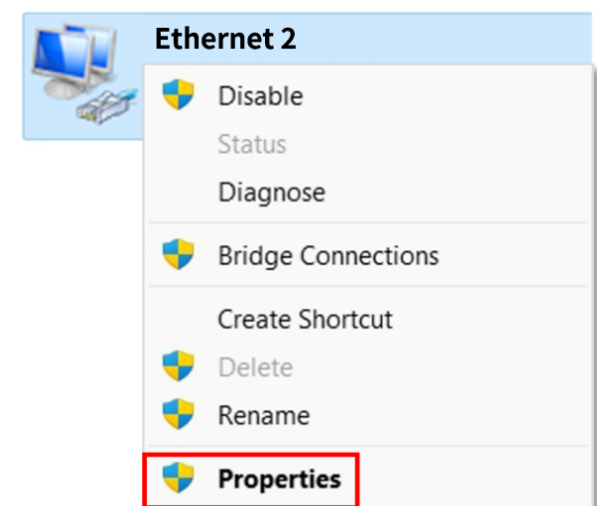 Ethernet 2
Disable
Status
Diagnose
Bridge Connections
Create Shortcut
Delete
Rename
Properties